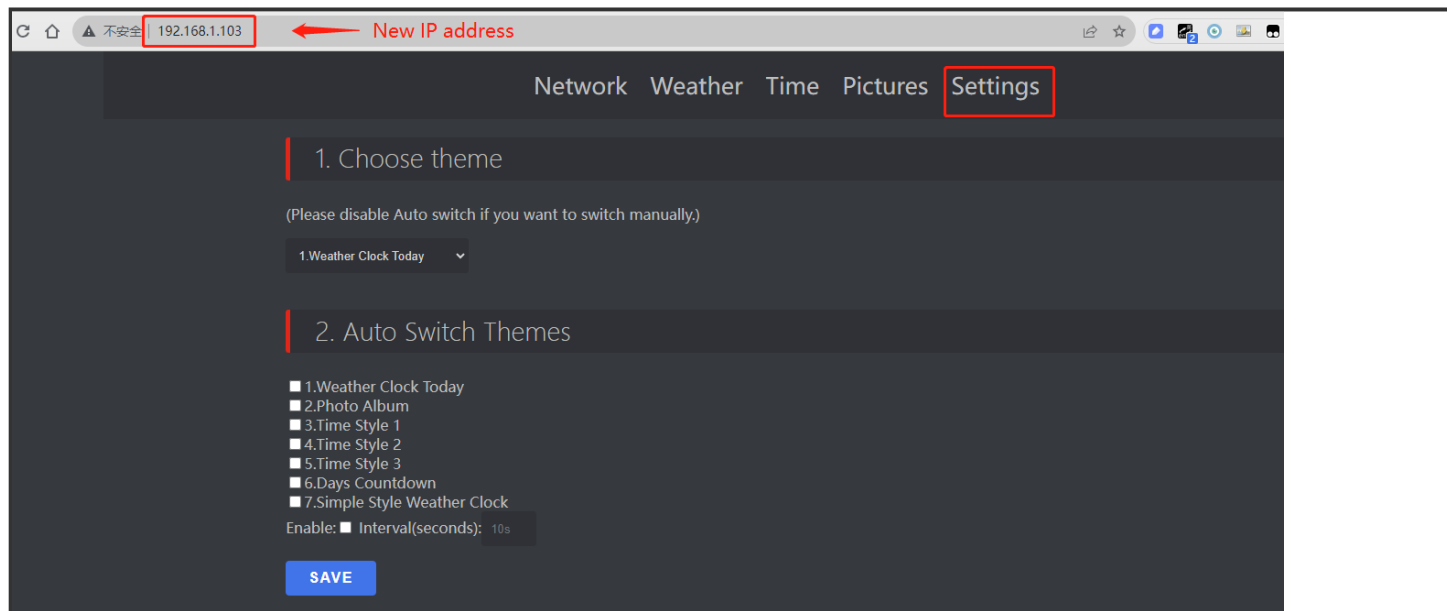 不安全 192.168.1.103 New IP address 2
Network Weather Time Pictures Settings
1. Choose theme
(Please disable Auto switch if you want to switch manually.)
1.Weather Clock Today
2. Auto Switch Themes
1.Weather Clock Today
2.Photo Album
3.Time Style 1
4.Time Style 2
5.Time Style 3
6.Days Countdown
7.Simple Style Weather Clock
Enable: Interval(seconds): 10s
SAVE